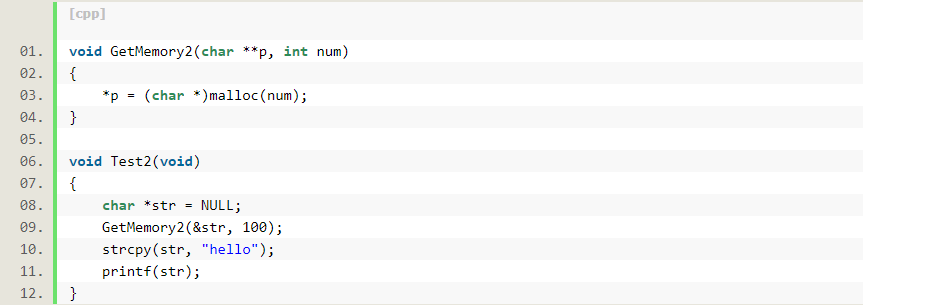 [cpp]
01. void GetMemory2(char **p, int num)
02. {
03.     *p = (char *)malloc(num);
04. }
05.
06. void Test2(void)
07. {
08.     char *str = NULL;
09.     GetMemory2(&str, 100);
10.     strcpy(str, "hello");
11.     printf(str);
12. }